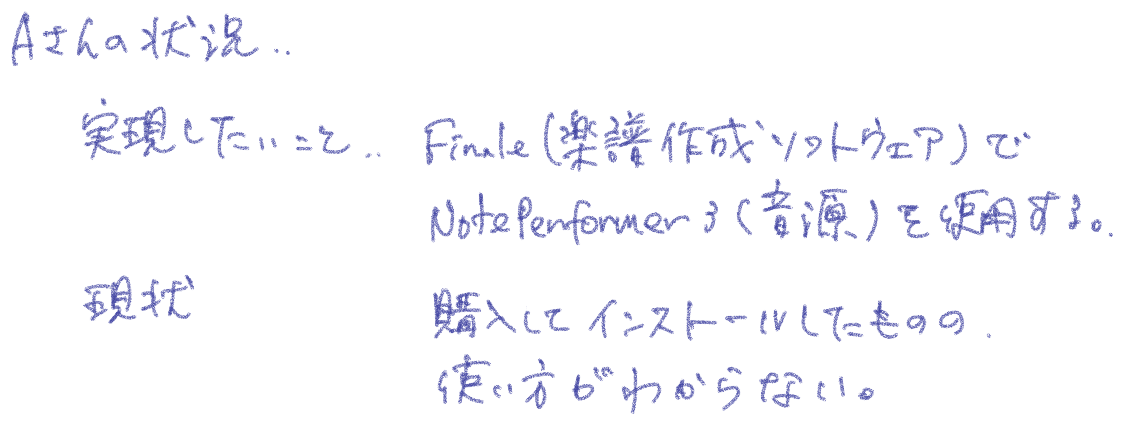 Aさんの状況..
実現したいこと.. Finale(楽譜作成ソフトウェア)で
NotePerformer3(音源)を使用する。
現状 購入してインストールしたものの、
使い方がわからない。